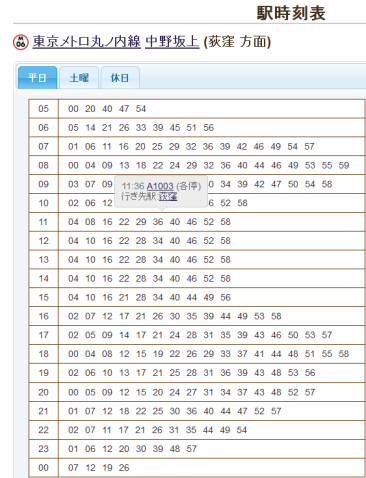 駅時刻表
M 06 東京メトロ丸ノ内線 中野坂上 (荻窪 方面)
平日 土曜 休日
05 00 20 40 47 54
06 05 14 21 26 33 39 45 51 56
07 01 06 11 16 20 25 29 32 36 39 42 46 49 54 57
08 00 04 09 13 18 22 24 29 32 36 40 44 46 49 53 55 59
09 03 07 09 34 39 42 47 50 54 58
11:36 A1003 (各停)
行き先駅 荻窪
10 02 06 12 52 58
11 04 08 16 22 29 36 40 46 52 58
12 04 10 16 22 28 34 40 46 52 58
13 04 10 16 22 28 34 40 46 52 58
14 04 10 16 22 28 34 40 46 52 58
15 04 10 16 21 28 34 40 44 49 56
16 02 07 12 17 21 26 30 35 39 44 49 53 58
17 02 05 09 14 17 21 24 28 31 35 39 43 46 50 53 57
18 00 04 08 12 15 19 22 26 29 33 37 41 44 48 51 55 58
19 02 06 10 13 17 21 25 28 31 36 39 43 48 53 56
20 00 05 09 12 15 20 24 27 31 34 37 43 48 52 57
21 01 07 12 18 22 25 30 36 40 44 47 52 57
22 02 07 11 17 21 26 31 35 44 49 54
23 01 06 12 20 30 39 48 57
00 07 12 19 26